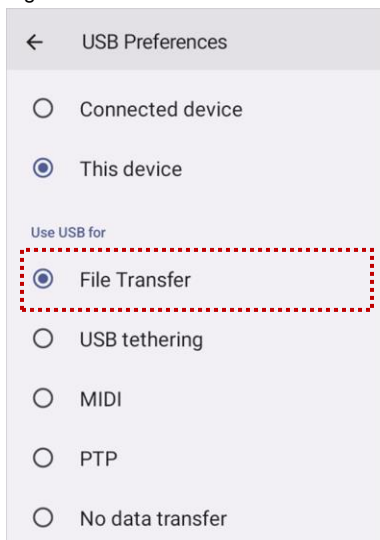 USB Preferences
Connected device
This device
Use USB for
File Transfer
USB tethering
MIDI
PTP
No data transfer